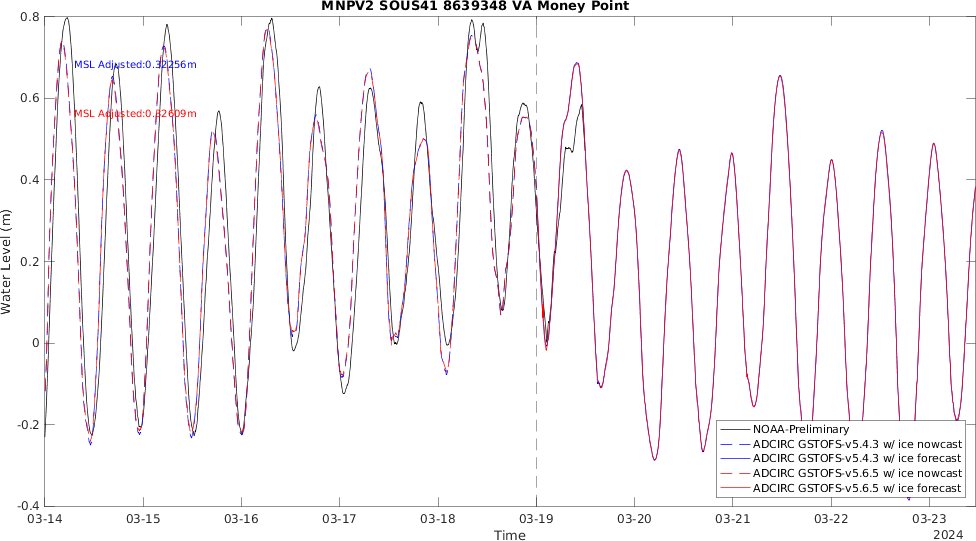 MNPV2 SOUS41 8639348 VA Money Point
0.8
0.6
0.4
0.2
0
-0.2
-0.4
Water Level (m)
MSL Adjusted:0.32256m
MSL Adjusted:0.32609m
NOAA-Preliminary
ADCIRC GSTOFS-v5.4.3 w/ ice nowcast
ADCIRC GSTOFS-v5.4.3 w/ ice forecast
ADCIRC GSTOFS-v5.6.5 w/ ice nowcast
ADCIRC GSTOFS-v5.6.5 w/ ice forecast
03-14 03-15 03-16 03-17 03-18 03-19 03-20 03-21 03-22 03-23
Time
2024